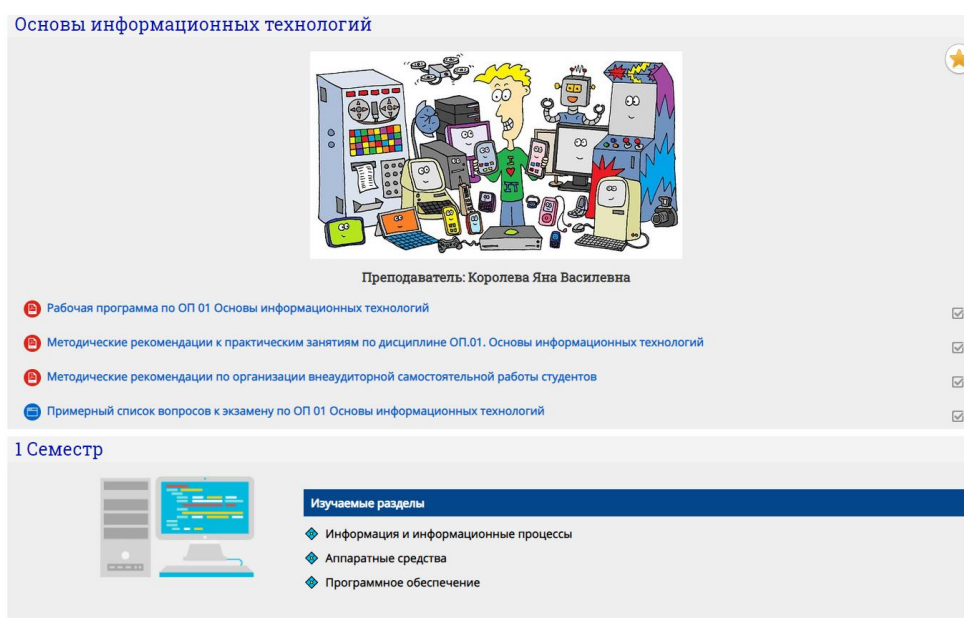 Основы информационных технологий
I
IT
Преподаватель: Королева Яна Василевна
Рабочая программа по ОП 01 Основы информационных технологий
Методические рекомендации к практическим занятиям по дисциплине ОП.01. Основы информационных технологий
Методические рекомендации по организации внеаудиторной самостоятельной работы студентов
Примерный список вопросов к экзамену по ОП 01 Основы информационных технологий
1 Семестр
Изучаемые разделы
Информация и информационные процессы
Аппаратные средства
Программное обеспечение